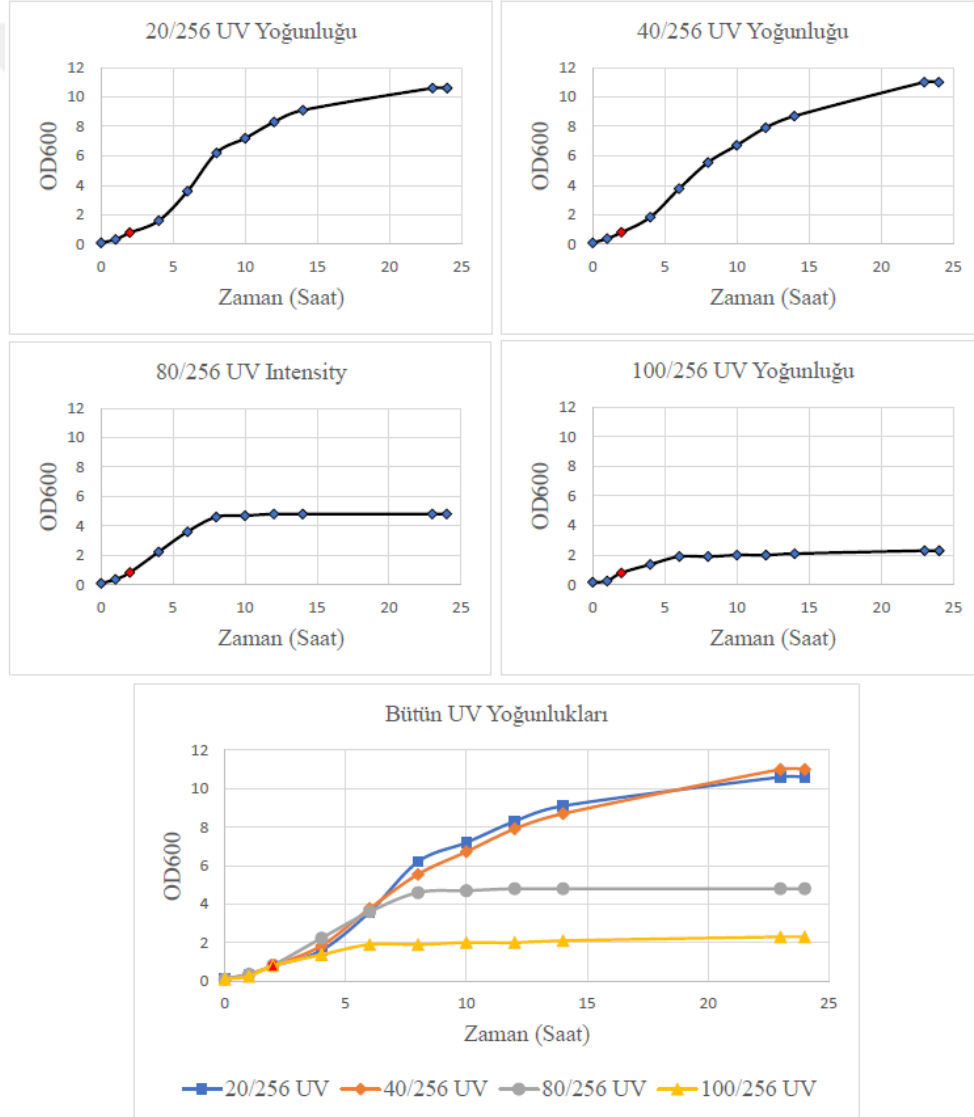 20/256 UV Yoğunluğu
12
10
8
6
4
2
0
OD600
0 5 10 15 20 25
Zaman (Saat)
40/256 UV Yoğunluğu
12
10
8
6
4
2
0
OD600
0 5 10 15 20 25
Zaman (Saat)
80/256 UV Intensity
12
10
8
6
4
2
0
OD600
0 5 10 15 20 25
Zaman (Saat)
100/256 UV Yoğunluğu
12
10
8
6
4
2
0
OD600
0 5 10 15 20 25
Zaman (Saat)
Bütün UV Yoğunlukları
12
10
8
6
4
2
0
OD600
0 5 10 15 20 25
Zaman (Saat)
20/256 UV 40/256 UV 80/256 UV 100/256 UV